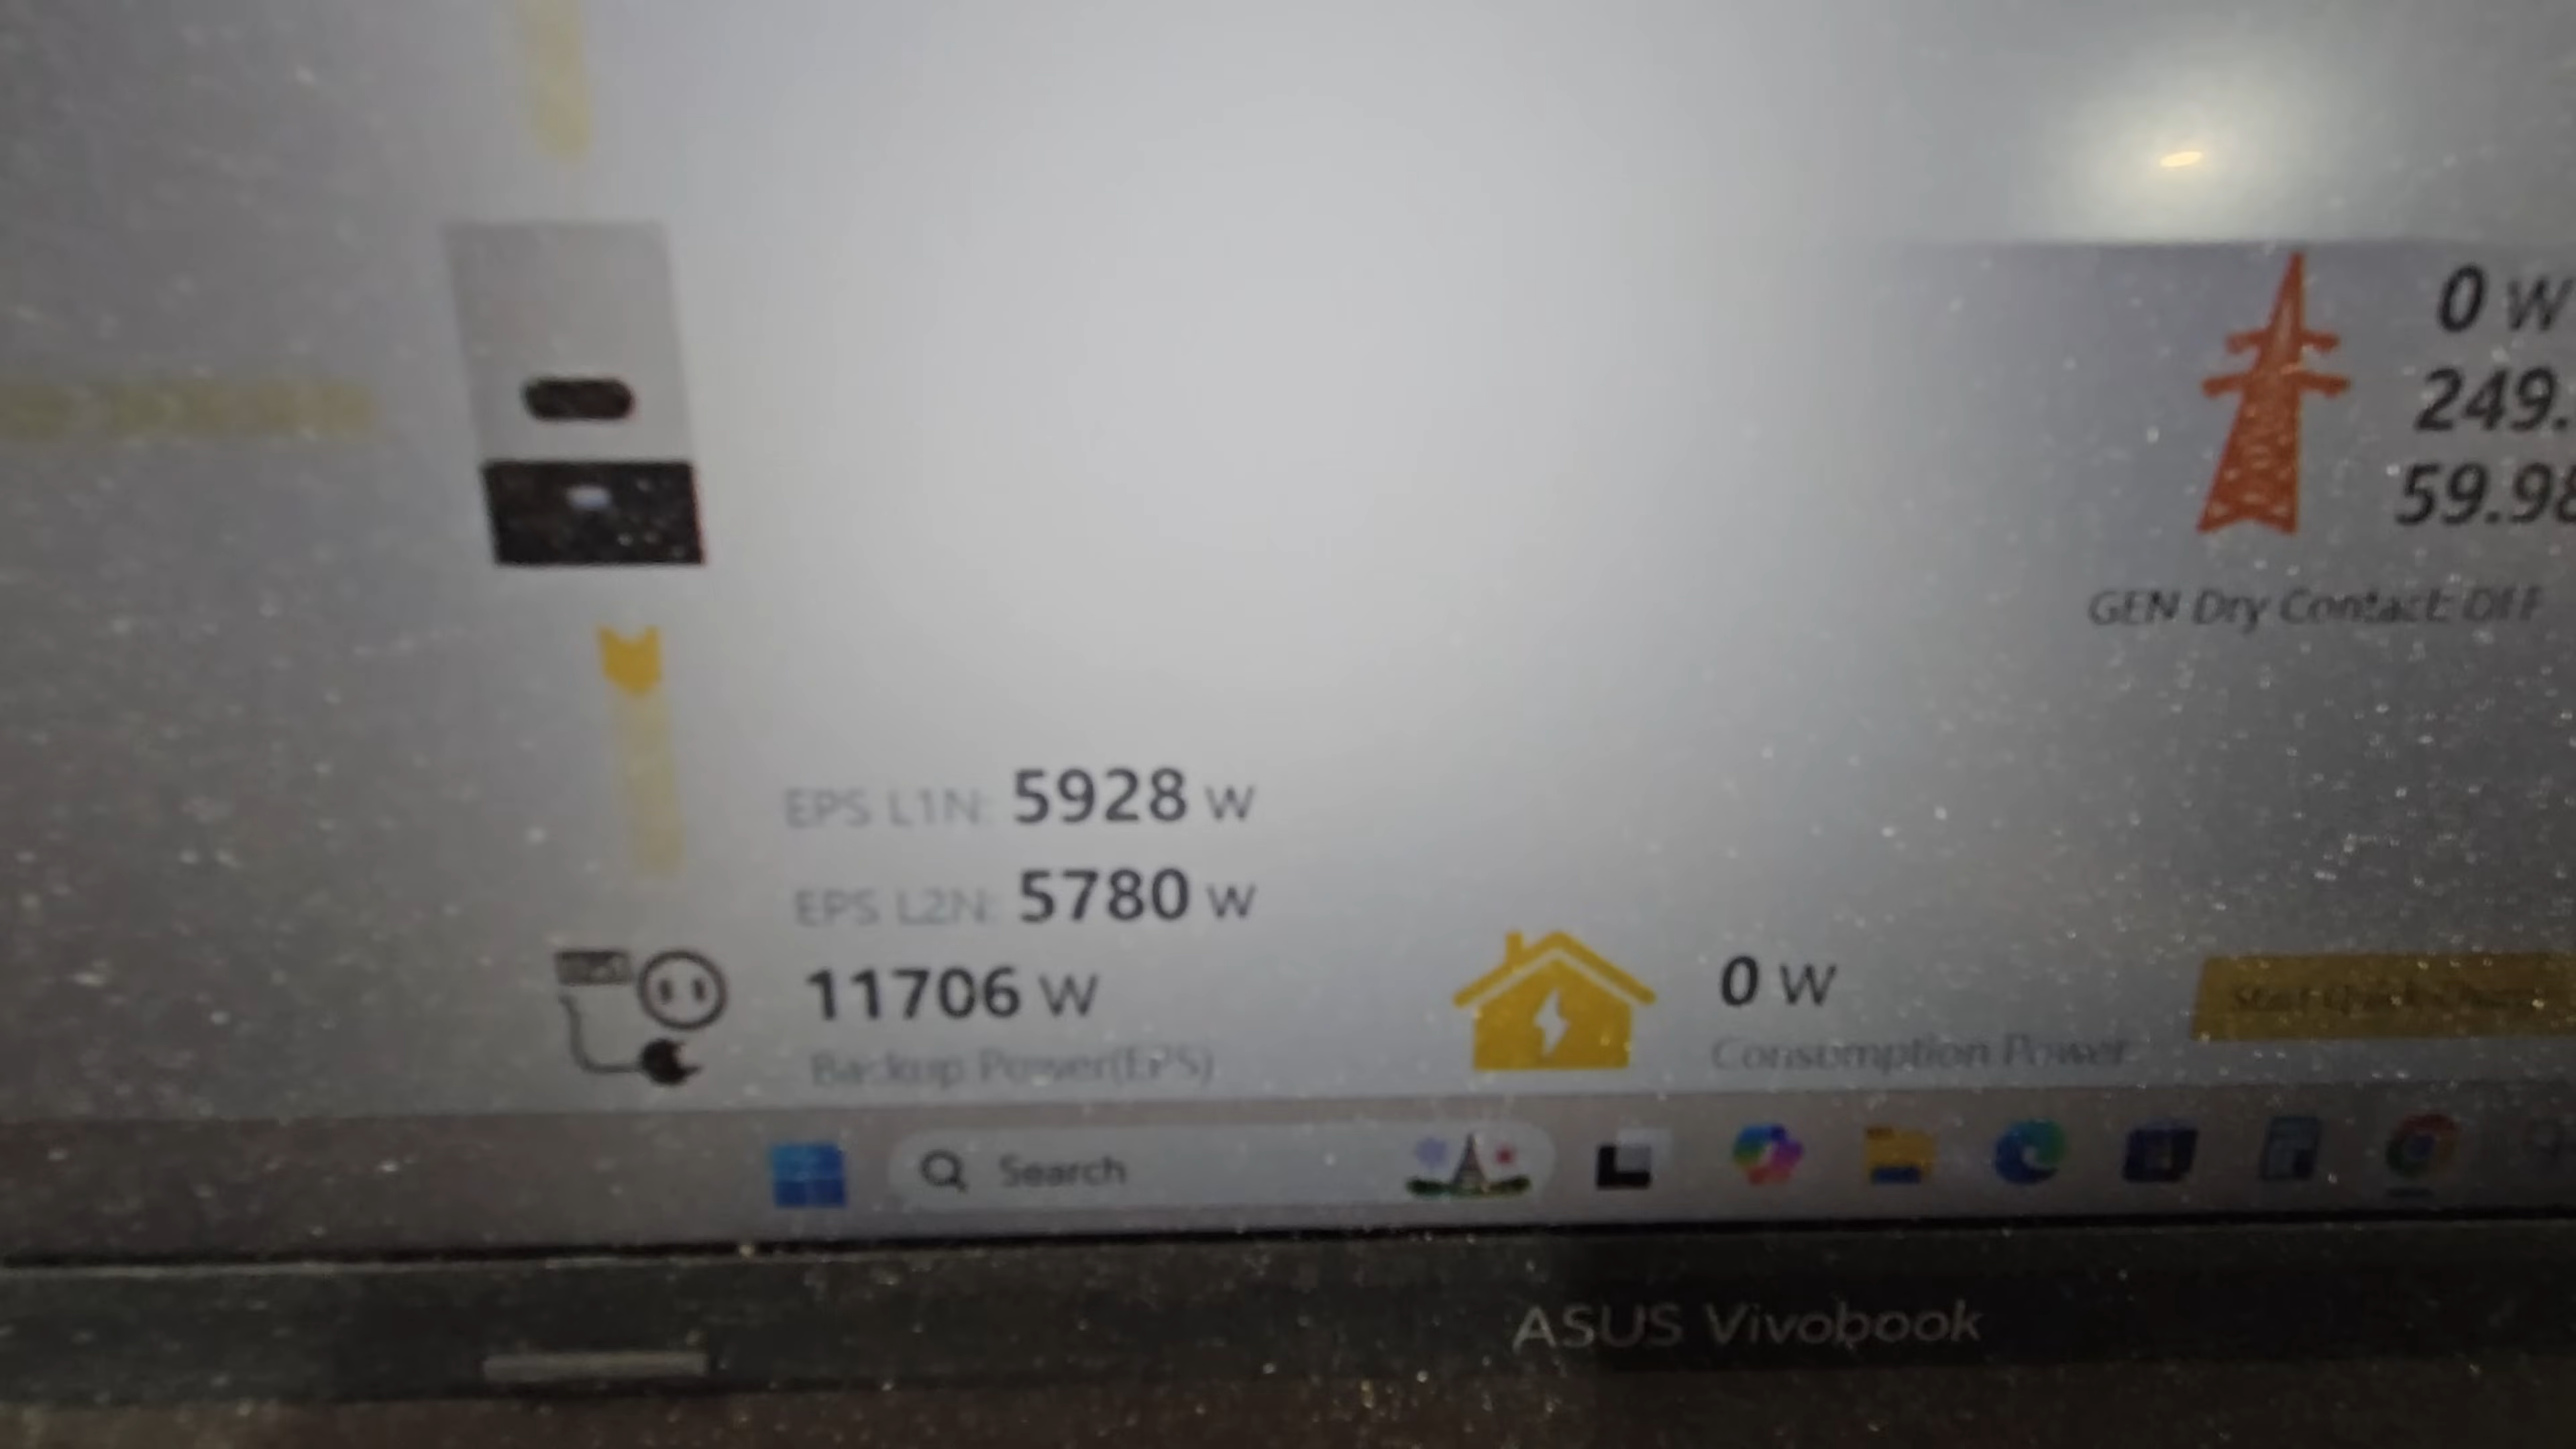 0 W
249.
59.98
GEN Dry Contact: OFF
EPS L1N: 5928 W
EPS L2N: 5780 W
11706 W
Backup Power(EPS)
0 W
Consumption Power
Search
ASUS Vivobook